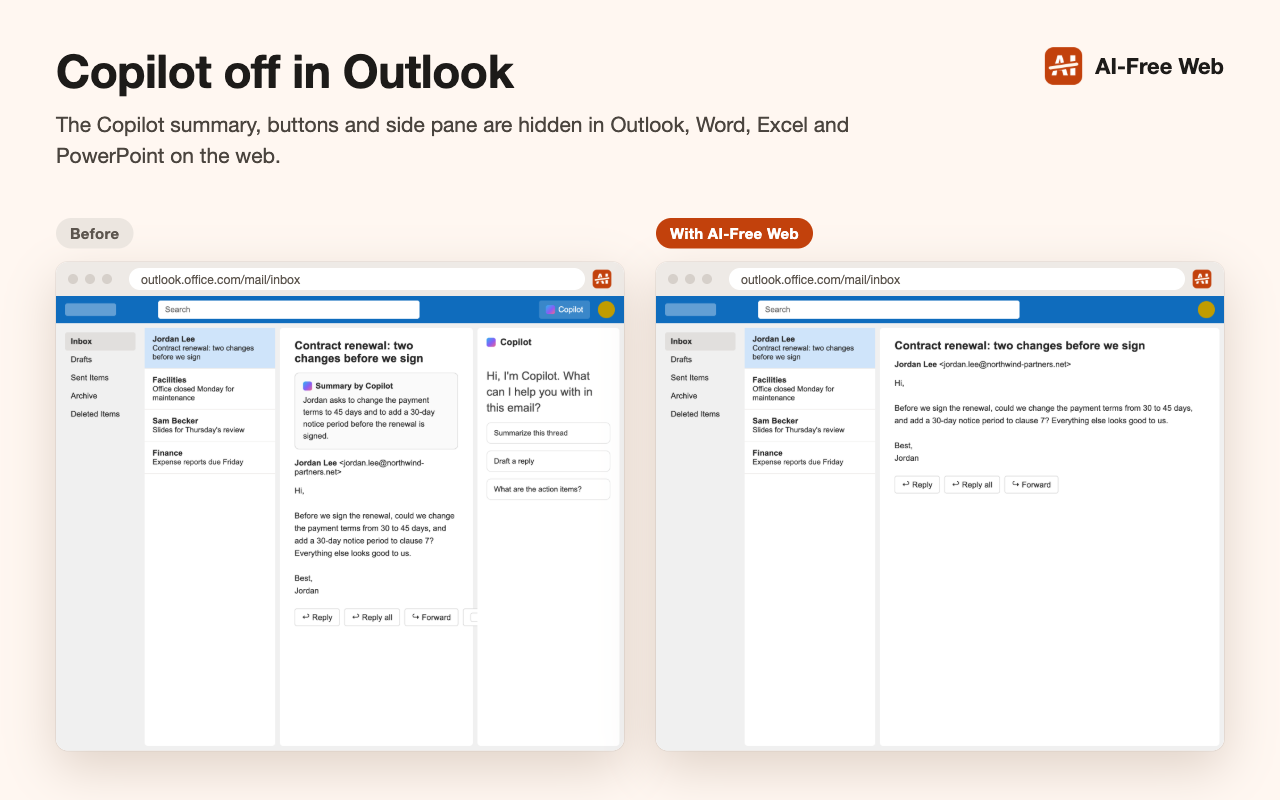 Copilot off in Outlook
AI
AI-Free Web
The Copilot summary, buttons and side pane are hidden in Outlook, Word, Excel and
PowerPoint on the web.
Before
outlook.office.com/mail/inbox
AI
Search
Copilot
Inbox
Drafts
Sent Items
Archive
Deleted Items
Jordan Lee
Contract renewal: two changes
before we sign
Facilities
Office closed Monday for
maintenance
Sam Becker
Slides for Thursday's review
Finance
Expense reports due Friday
Contract renewal: two
changes before we sign
Summary by Copilot
Jordan asks to change the payment
terms to 45 days and to add a 30-day
notice period before the renewal is
signed.
Jordan Lee <jordan.lee@northwind-
partners.net>
Hi,
Before we sign the renewal, could we change
the payment terms from 30 to 45 days, and
add a 30-day notice period to clause 7?
Everything else looks good to us.
Best,
Jordan
Reply
Reply all
Forward
Copilot
Hi, I'm Copilot. What
can I help you with in
this email?
Summarize this thread
Draft a reply
What are the action items?
With AI-Free Web
outlook.office.com/mail/inbox
AI
Search
Inbox
Drafts
Sent Items
Archive
Deleted Items
Jordan Lee
Contract renewal: two changes
before we sign
Facilities
Office closed Monday for
maintenance
Sam Becker
Slides for Thursday's review
Finance
Expense reports due Friday
Contract renewal: two changes before we sign
Jordan Lee <jordan.lee@northwind-partners.net>
Hi,
Before we sign the renewal, could we change the payment terms from 30 to 45 days,
and add a 30-day notice period to clause 7? Everything else looks good to us.
Best,
Jordan
Reply
Reply all
Forward